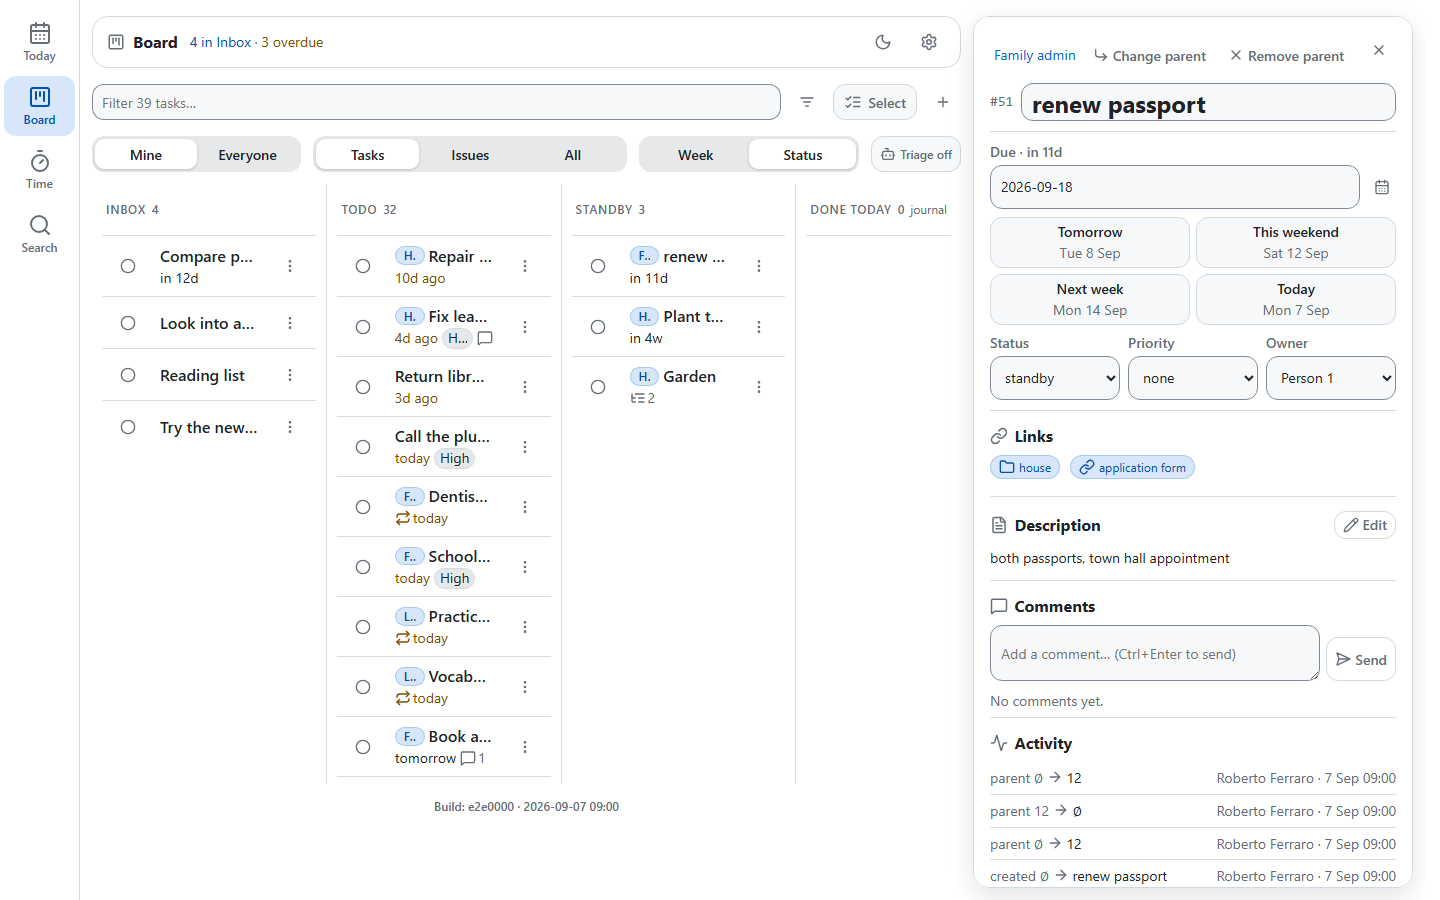 Today
Board
Time
Search
Board 4 in Inbox · 3 overdue
Filter 39 tasks...
Select
Mine Everyone
Tasks Issues All
Week Status
Triage off
INBOX 4
Compare p...
in 12d
Look into a...
Reading list
Try the new...
TODO 32
H. Repair ...
10d ago
H. Fix lea...
4d ago H...
Return libr...
3d ago
Call the plu...
today High
F.. Dentis...
today
F.. School...
today High
L.. Practic...
today
L.. Vocab...
today
F.. Book a...
tomorrow 1
STANDBY 3
F.. renew ...
in 11d
H. Plant t...
in 4w
H. Garden
2
DONE TODAY 0 journal
Build: e2e0000 · 2026-09-07 09:00
Family admin Change parent Remove parent
#51 renew passport
Due · in 11d
2026-09-18
Tomorrow
Tue 8 Sep
This weekend
Sat 12 Sep
Next week
Mon 14 Sep
Today
Mon 7 Sep
Status Priority Owner
standby none Person 1
Links
house application form
Description Edit
both passports, town hall appointment
Comments
Add a comment... (Ctrl+Enter to send)
Send
No comments yet.
Activity
parent Ø → 12 Roberto Ferraro · 7 Sep 09:00
parent 12 → Ø Roberto Ferraro · 7 Sep 09:00
parent Ø → 12 Roberto Ferraro · 7 Sep 09:00
created Ø → renew passport Roberto Ferraro · 7 Sep 09:00